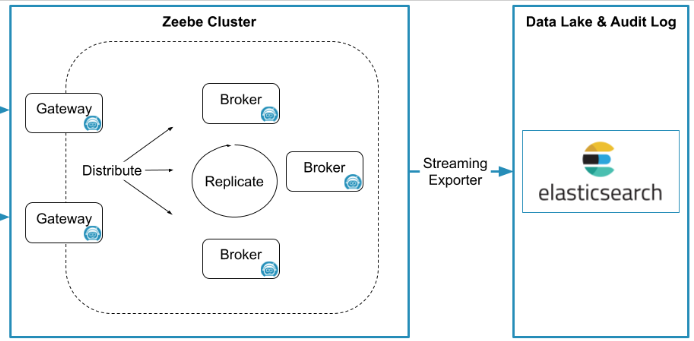 Zeebe Cluster
Data Lake & Audit Log
Gateway
Broker
Distribute
Replicate
Broker
Streaming
Exporter
elasticsearch
Gateway
Broker